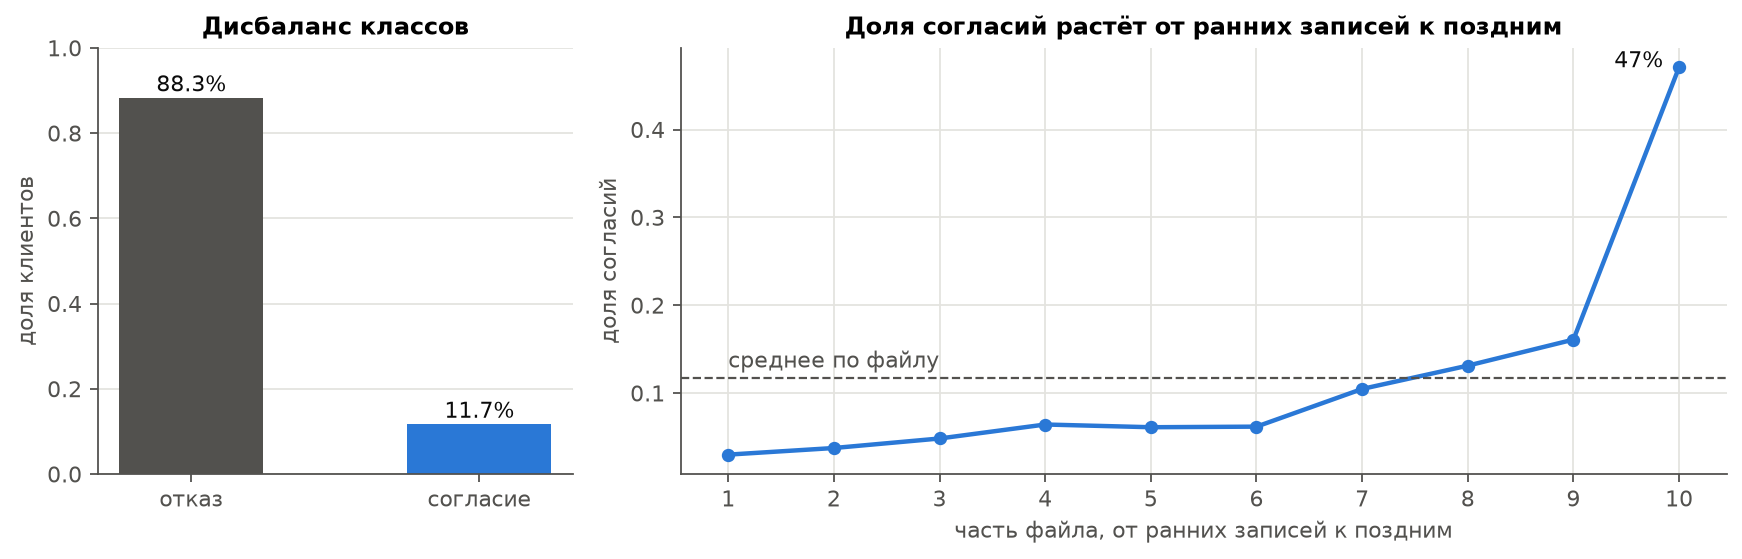 Дисбаланс классов
1.0
0.8
0.6
0.4
0.2
0.0
доля клиентов
88.3%
11.7%
отказ
согласие
Доля согласий растёт от ранних записей к поздним
0.4
0.3
0.2
0.1
доля согласий
47%
среднее по файлу
1 2 3 4 5 6 7 8 9 10
часть файла, от ранних записей к поздним